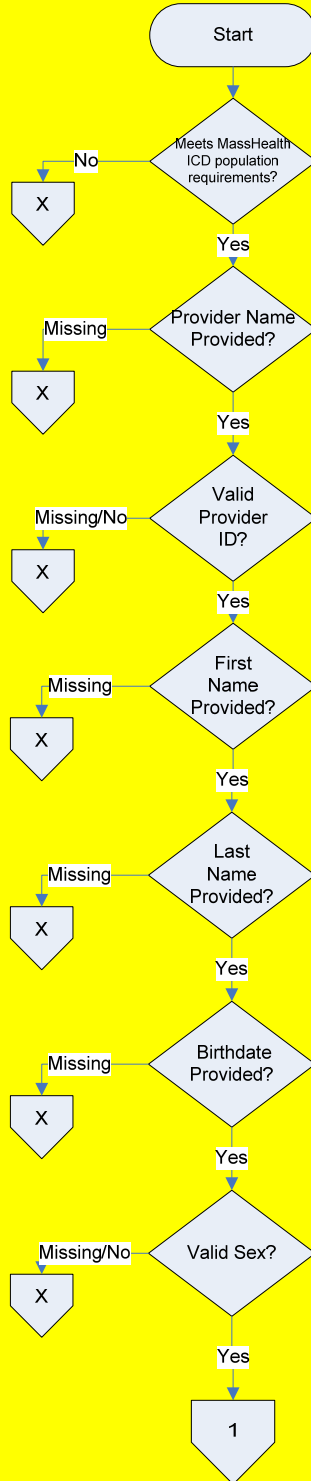 Start
Meets MassHealth
ICD population
requirements?
No
X
Yes
Provider Name
Provided?
Missing
X
Yes
Valid
Provider
ID?
Missing/No
X
Yes
First
Name
Provided?
Missing
X
Yes
Last
Name
Provided?
Missing
X
Yes
Birthdate
Provided?
Missing
X
Yes
Valid Sex?
Missing/No
X
Yes
1